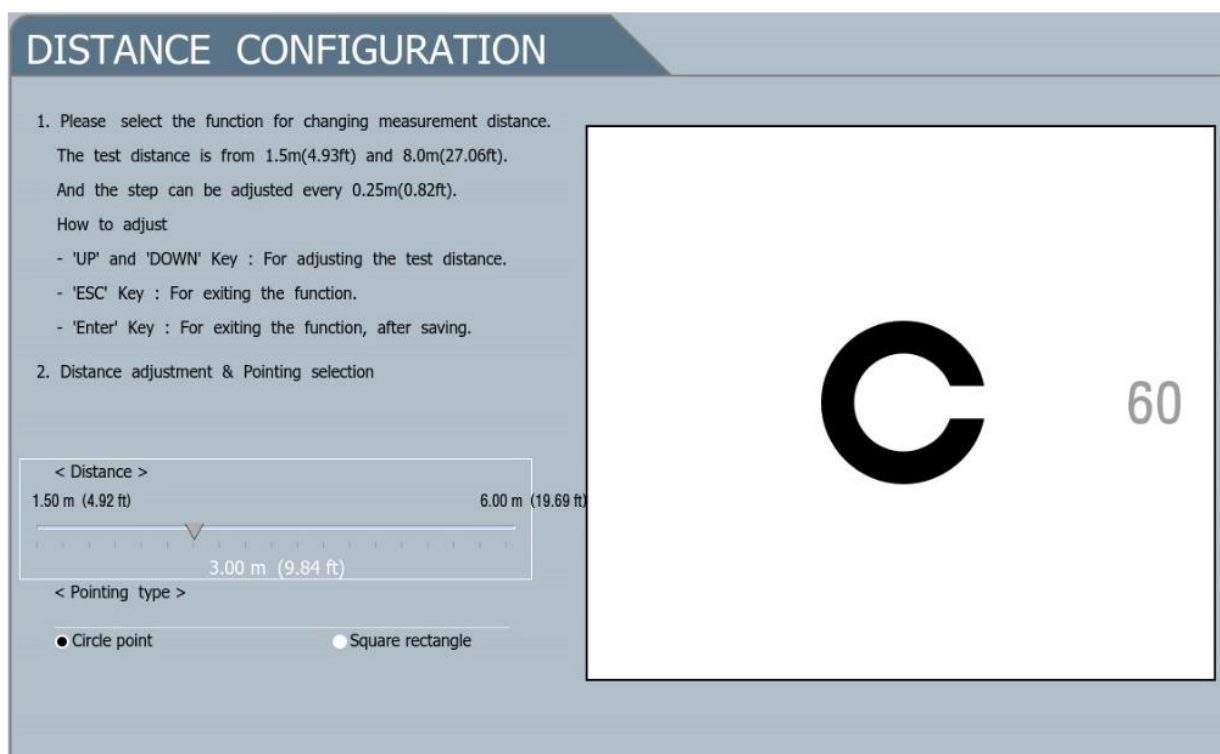 DISTANCE CONFIGURATION
1. Please select the function for changing measurement distance.
The test distance is from 1.5m(4.93ft) and 8.0m(27.06ft).
And the step can be adjusted every 0.25m(0.82ft).
How to adjust
- 'UP' and 'DOWN' Key : For adjusting the test distance.
- 'ESC' Key : For exiting the function.
- 'Enter' Key : For exiting the function, after saving.
2. Distance adjustment & Pointing selection
< Distance >
1.50 m (4.92 ft) 6.00 m (19.69 ft)
3.00 m (9.84 ft)
< Pointing type >
Circle point Square rectangle
60